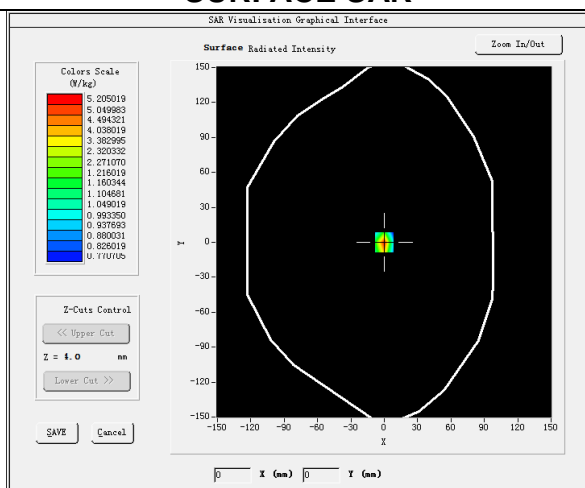 SURFACE SAR
SAR Visualisation Graphical Interface
Surface Radiated Intensity
Zoom In/Out
Colors Scale
(W/kg)
5.205019
5.049983
4.494321
4.038019
3.382995
2.320332
2.271070
1.216019
1.160344
1.104681
1.049019
0.993350
0.937693
0.880031
0.826019
0.770705
150
120
90
60
30
0
-30
-60
-90
-120
-150
Y
-150 -120 -90 -60 -30 0 30 60 90 120 150
X
Z-Cuts Control
<< Upper Cut
Z = 4.0 mm
Lower Cut >>
SAVE Cancel
0 X (mm) 0 Y (mm)